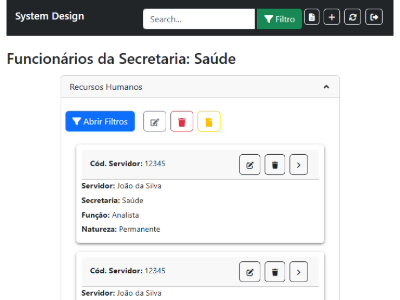 System Design
Search...
Filtro
Funcionários da Secretaria: Saúde
Recursos Humanos
Abrir Filtros
Cód. Servidor: 12345
Servidor: João da Silva
Secretaria: Saúde
Função: Analista
Natureza: Permanente
Cód. Servidor: 12345
Servidor: João da Silva